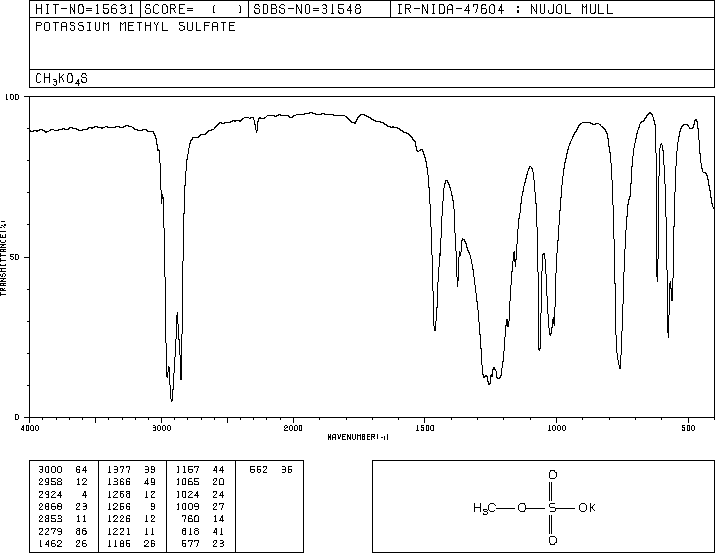 HIT-NO=15631 SCORE= ( ) SDBS-NO=31548 IR-NIDA-47604 : NUJOL MULL
POTASSIUM METHYL SULFATE
CH3KO4S
100
50
0
TRANSMITTANCE(%)
4000 3000 2000 1500 1000 500
WAVENUMBER(-1)
3000 64 1377 39 1157 44 562 36
2958 12 1366 49 1065 20
2924 4 1268 12 1024 24
2868 23 1256 9 1009 27
2853 11 1226 12 760 14
2279 86 1221 11 618 41
1462 26 1186 26 577 23
O
H3C O S OK
O